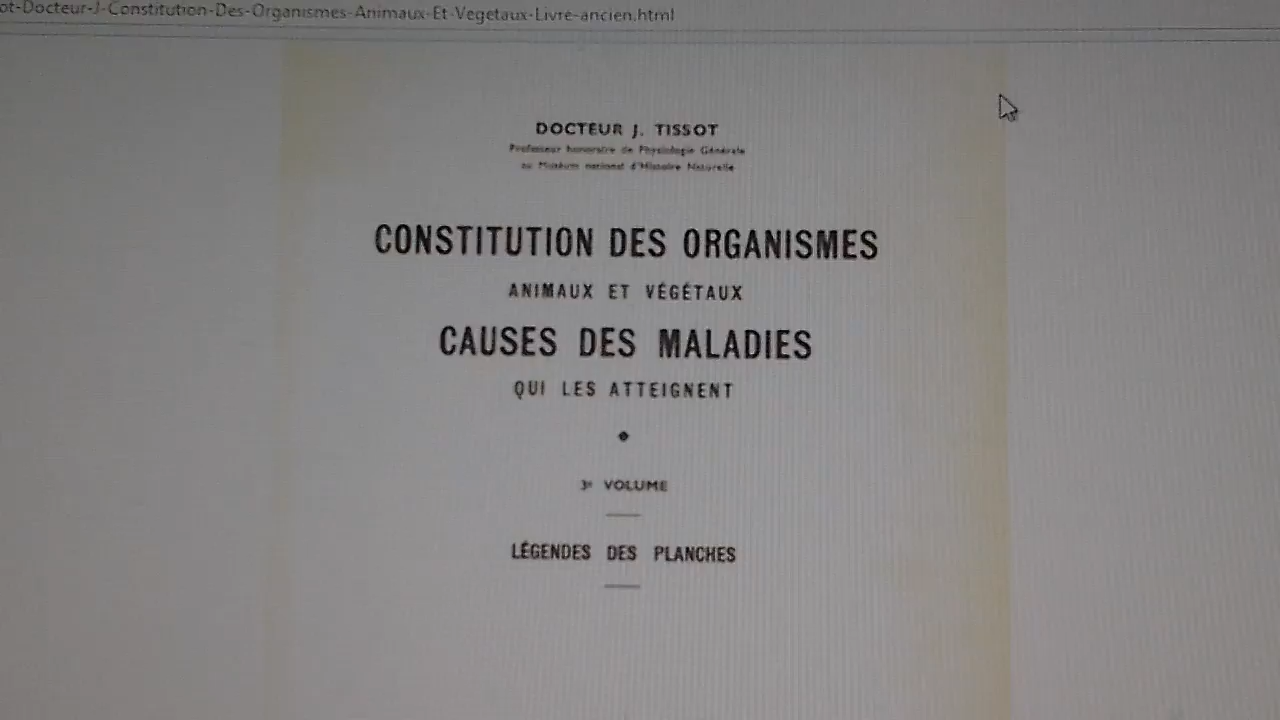 ot-Docteur-J-Constitution-Des-Organismes-Animaux-Et-Vegetaux-Livre-ancien.html
DOCTEUR J. TISSOT
Professeur honoraire de Physiologie Générale
au Muséum national d'Histoire Naturelle
CONSTITUTION DES ORGANISMES
ANIMAUX ET VÉGÉTAUX
CAUSES DES MALADIES
QUI LES ATTEIGNENT
3e VOLUME
LÉGENDES DES PLANCHES